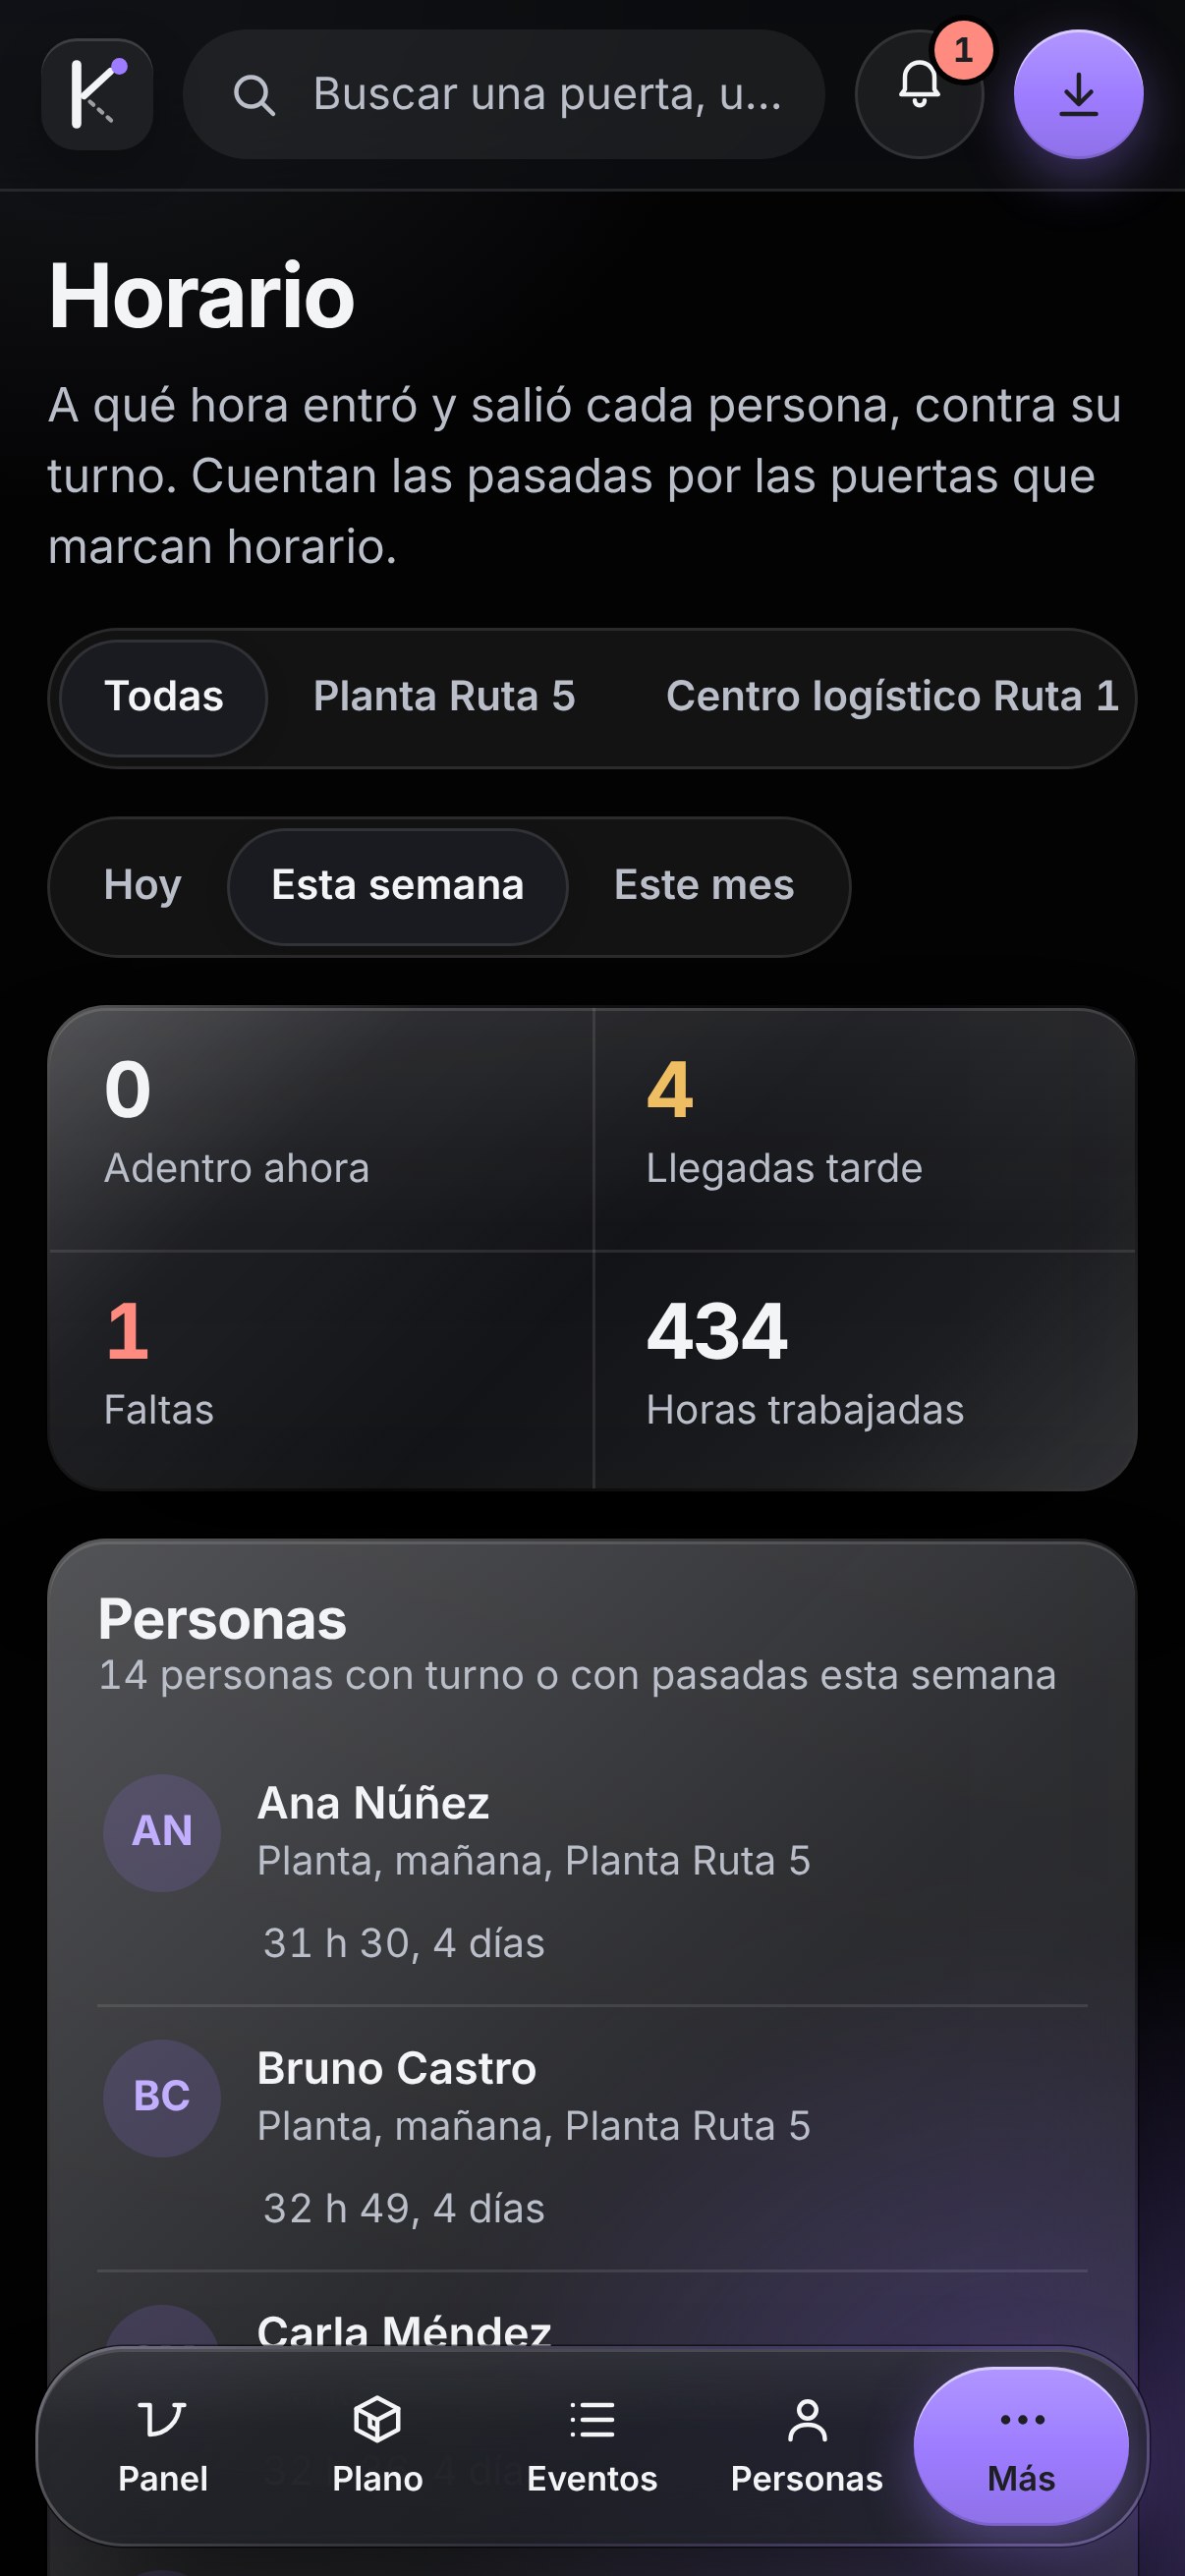 Buscar una puerta, u...
1
Horario
A qué hora entró y salió cada persona, contra su
turno. Cuentan las pasadas por las puertas que
marcan horario.
Todas Planta Ruta 5 Centro logístico Ruta 1
Hoy Esta semana Este mes
0
Adentro ahora
4
Llegadas tarde
1
Faltas
434
Horas trabajadas
Personas
14 personas con turno o con pasadas esta semana
AN
Ana Núñez
Planta, mañana, Planta Ruta 5
31 h 30, 4 días
BC
Bruno Castro
Planta, mañana, Planta Ruta 5
32 h 49, 4 días
Carla Méndez
Panel Plano Eventos Personas Más